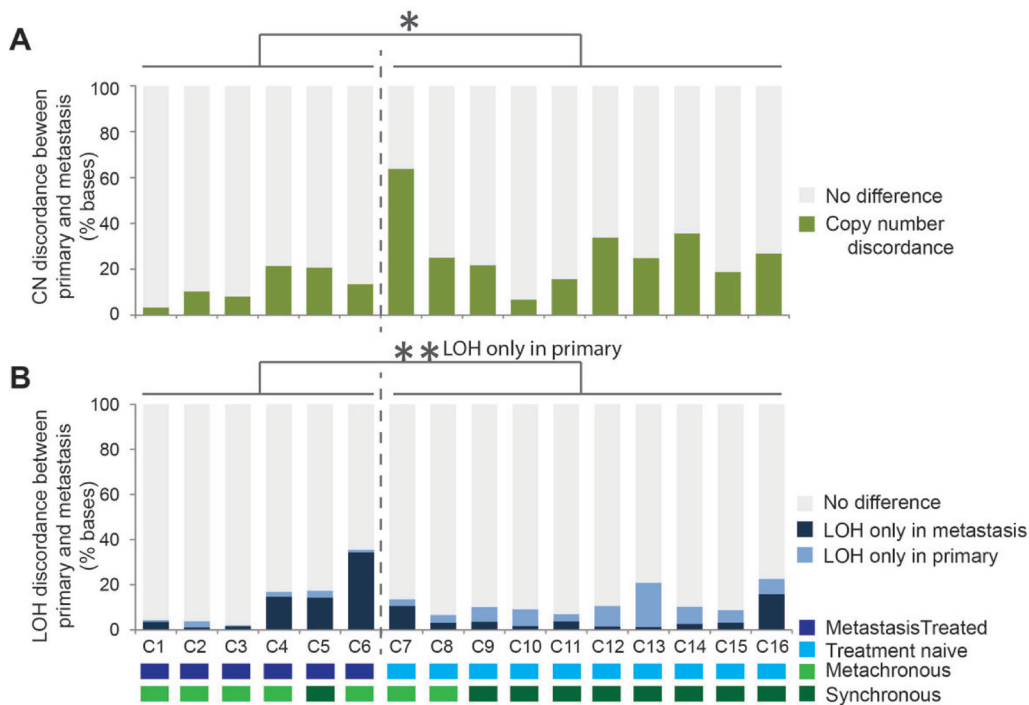 A
*
CN discordance beween
primary and metastasis
(% bases)
100
80
60
40
20
0
No difference
Copy number
discordance
** LOH only in primary
B
LOH discordance between
primary and metastasis
(% bases)
100
80
60
40
20
0
No difference
LOH only in metastasis
LOH only in primary
C1 C2 C3 C4 C5 C6 C7 C8 C9 C10 C11 C12 C13 C14 C15 C16
MetastasisTreated
Treatment naive
Metachronous
Synchronous